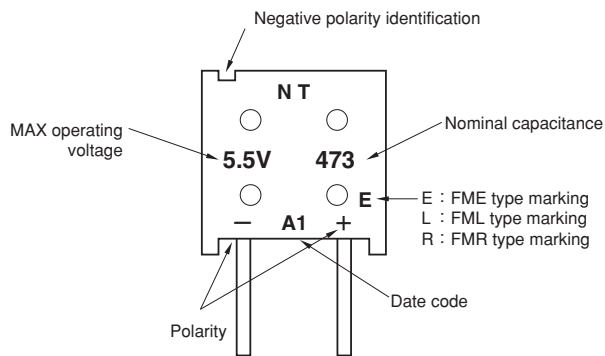 Negative polarity identification
N T
MAX operating
voltage
Nominal capacitance
5.5V 473
E
E : FME type marking
L : FML type marking
R : FMR type marking
− A1 +
Date code
Polarity